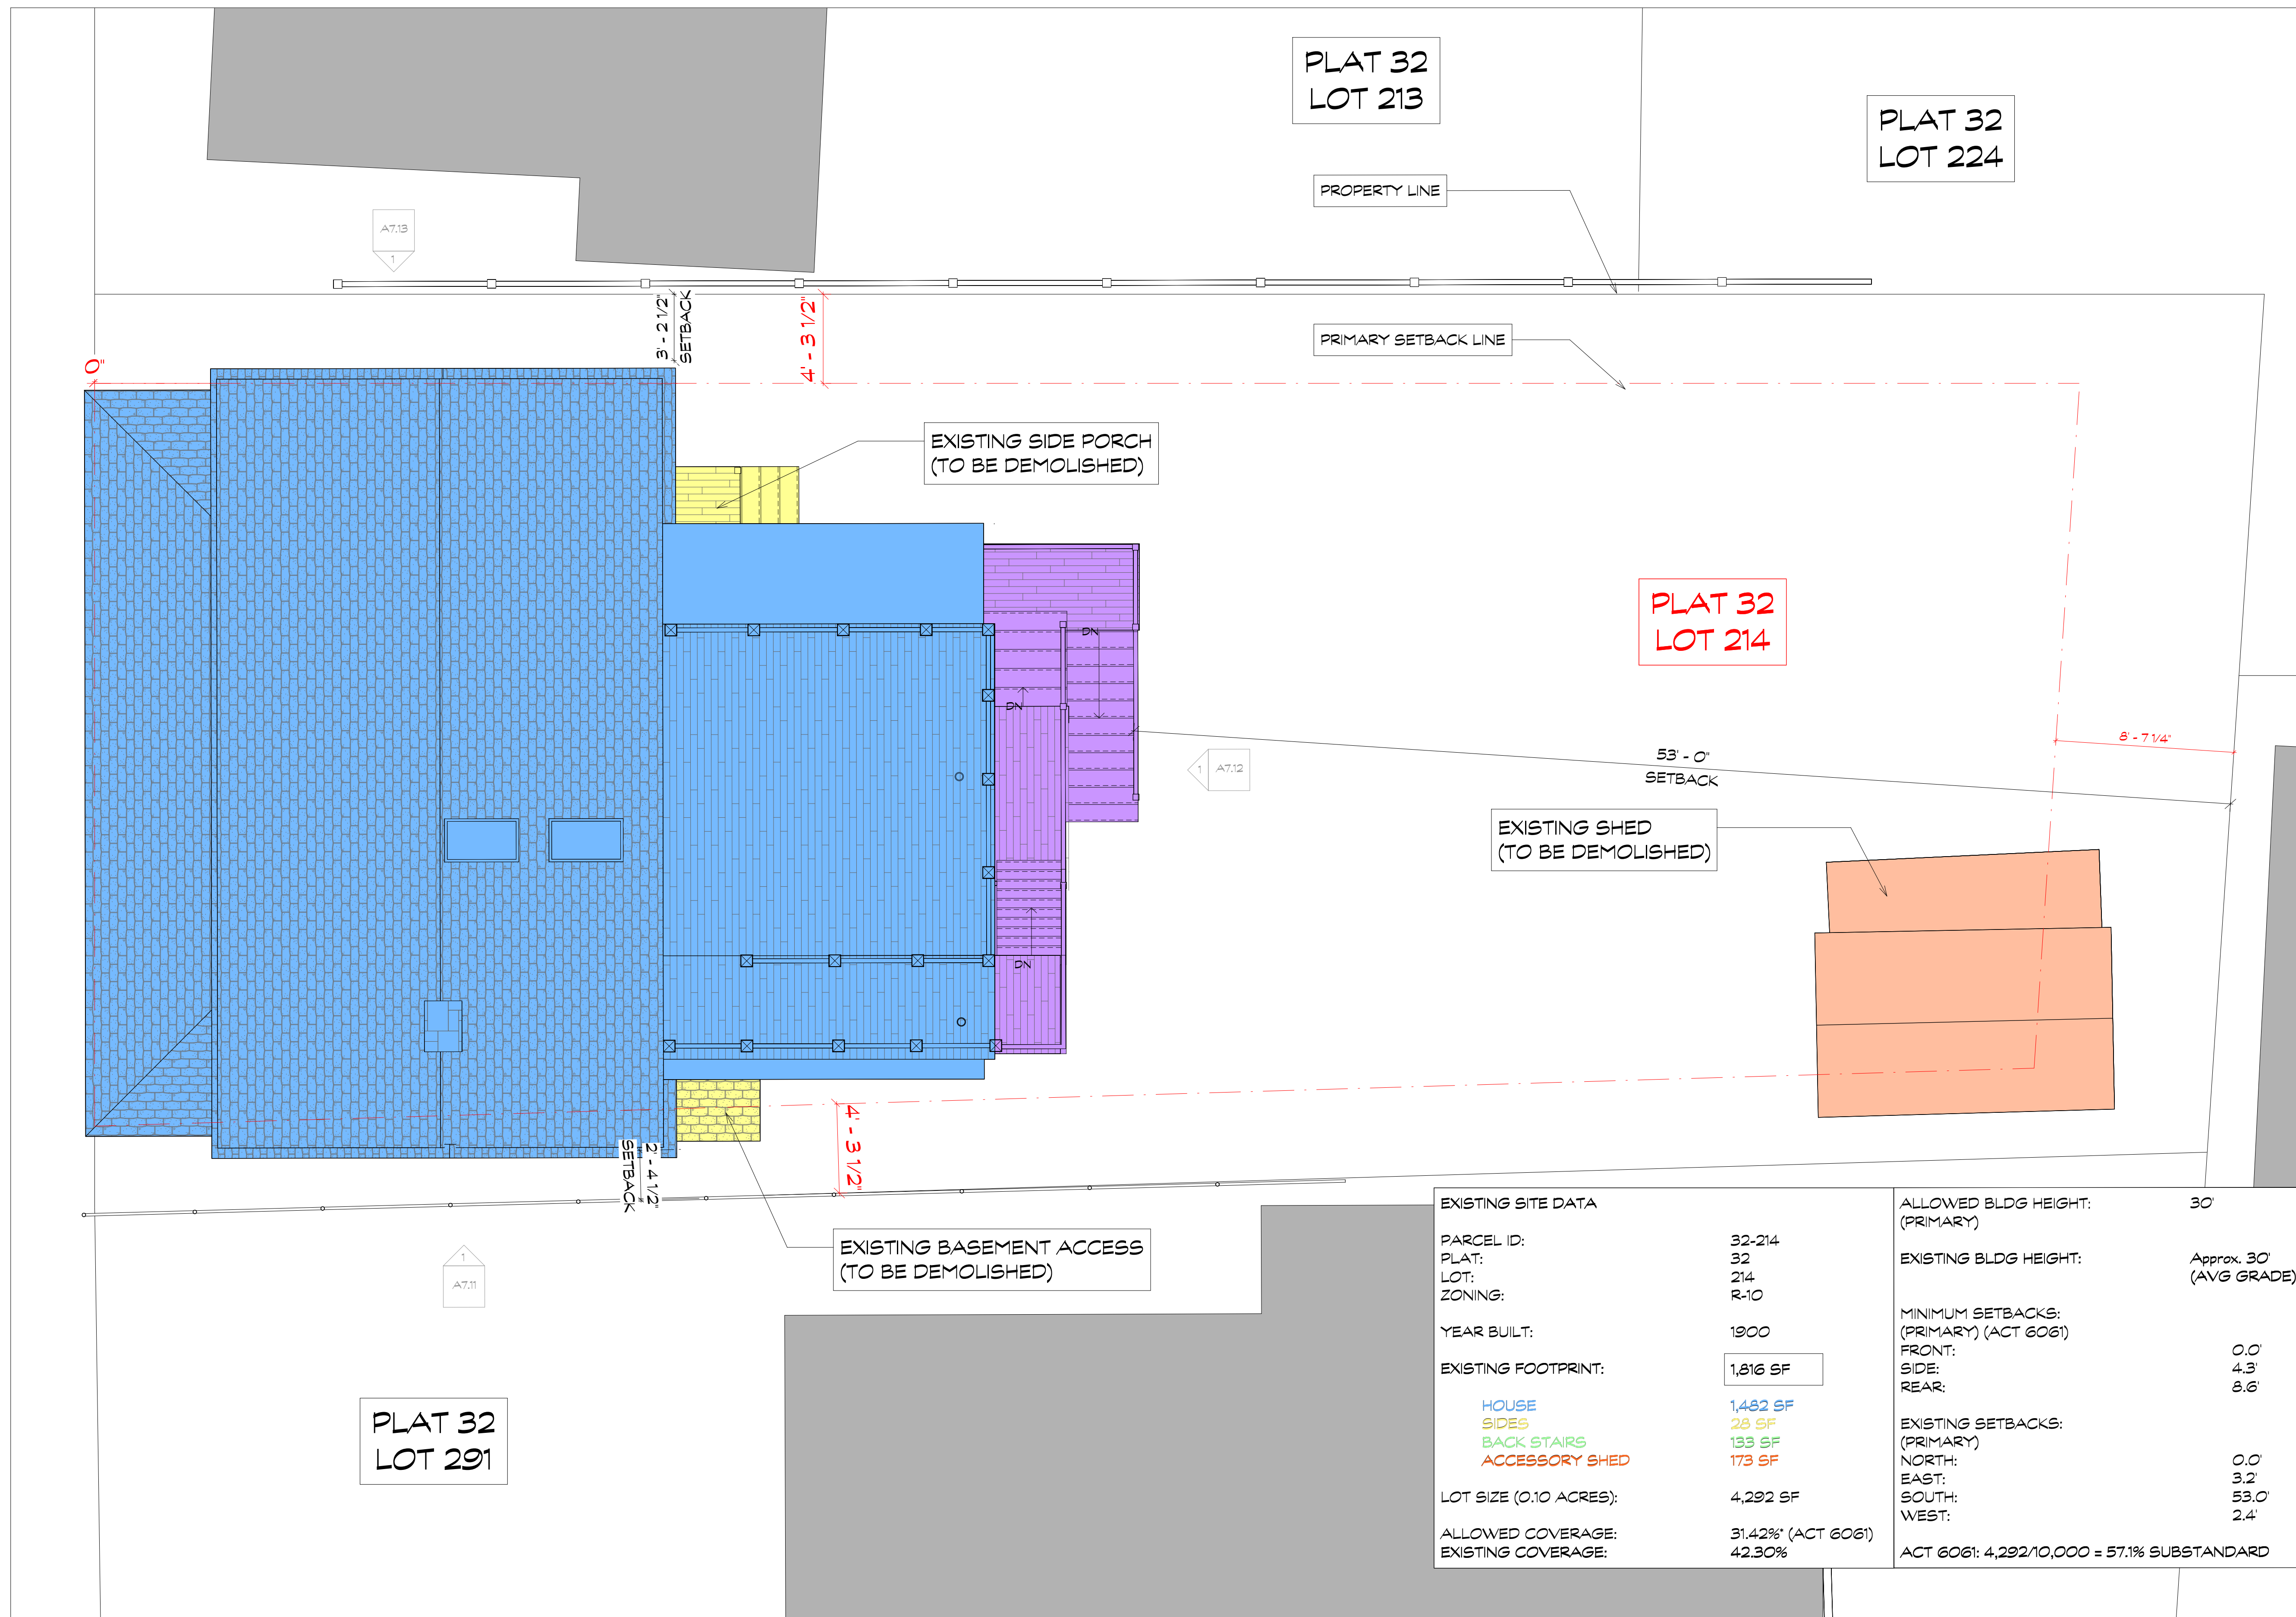 PLAT 32
LOT 213
PLAT 32
LOT 224
PROPERTY LINE
A7.13
1
3' - 2 1/2"
SETBACK
4' - 3 1/2"
PRIMARY SETBACK LINE
0"
EXISTING SIDE PORCH
(TO BE DEMOLISHED)
PLAT 32
LOT 214
DN
DN
DN
8' - 7 1/4"
53' - 0"
SETBACK
1
A7.12
EXISTING SHED
(TO BE DEMOLISHED)
4' - 3 1/2"
2' - 4 1/2"
SETBACK
EXISTING BASEMENT ACCESS
(TO BE DEMOLISHED)
1
A7.11
PLAT 32
LOT 291
EXISTING SITE DATA
PARCEL ID: 32-214
PLAT: 32
LOT: 214
ZONING: R-10
YEAR BUILT: 1900
EXISTING FOOTPRINT: 1,816 SF
HOUSE 1,482 SF
SIDES 28 SF
BACK STAIRS 133 SF
ACCESSORY SHED 173 SF
LOT SIZE (0.10 ACRES): 4,292 SF
ALLOWED COVERAGE: 31.42%* (ACT 6061)
EXISTING COVERAGE: 42.30%
ALLOWED BLDG HEIGHT: 30'
(PRIMARY)
EXISTING BLDG HEIGHT: Approx. 30'
(AVG GRADE)
MINIMUM SETBACKS:
(PRIMARY) (ACT 6061)
FRONT: 0.0'
SIDE: 4.3'
REAR: 8.6'
EXISTING SETBACKS:
(PRIMARY)
NORTH: 0.0'
EAST: 3.2'
SOUTH: 53.0'
WEST: 2.4'
ACT 6061: 4,292/10,000 = 57.1% SUBSTANDARD